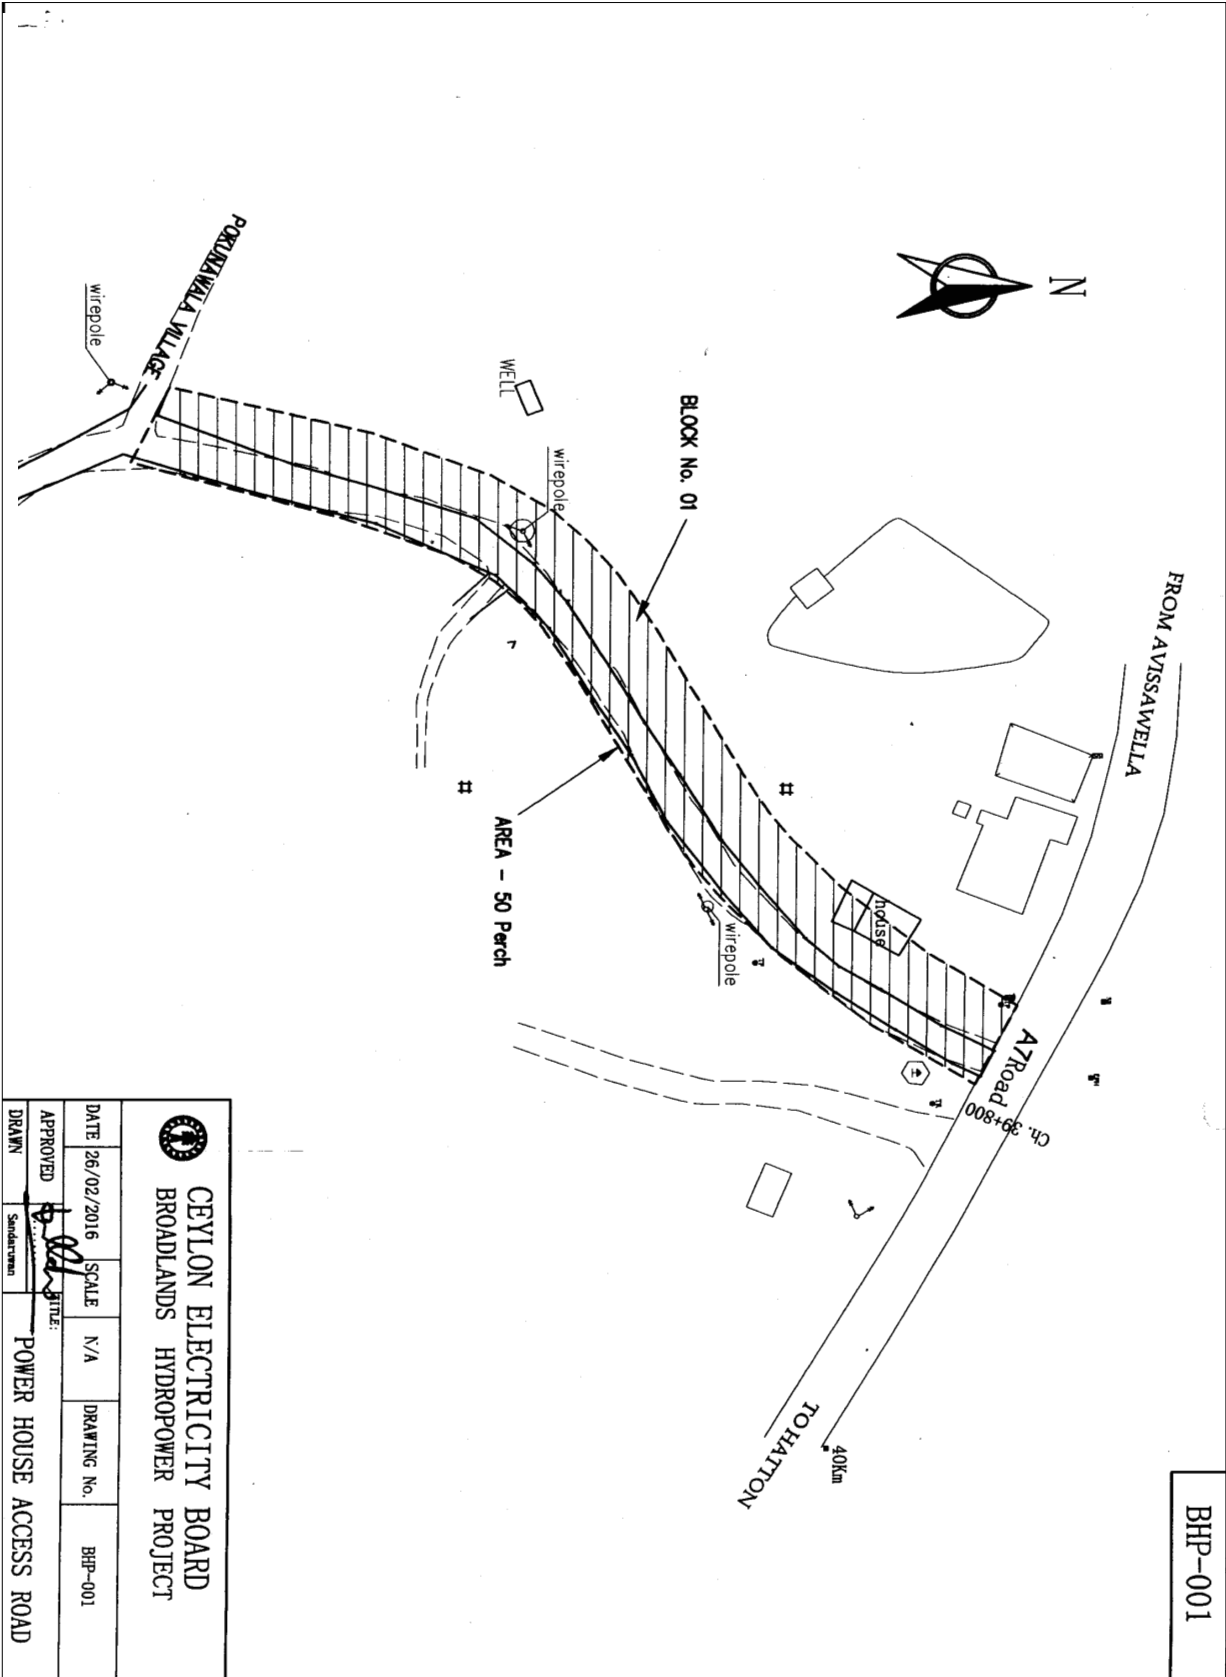 BHP-001
N
FROM AVISSAWELLA
BLOCK No. 01
WELL
wirepole
POKUNAWALA VILLAGE
wirepole
house
A7Road
Ch. 39+800
wirepole
AREA - 50 Perch
40Km
TO HATTON
CEYLON ELECTRICITY BOARD
BROADLANDS HYDROPOWER PROJECT
DATE 26/02/2016 SCALE N/A DRAWING No. BHP-001
APPROVED
TITLE:
POWER HOUSE ACCESS ROAD
DRAWN Sandaruwan